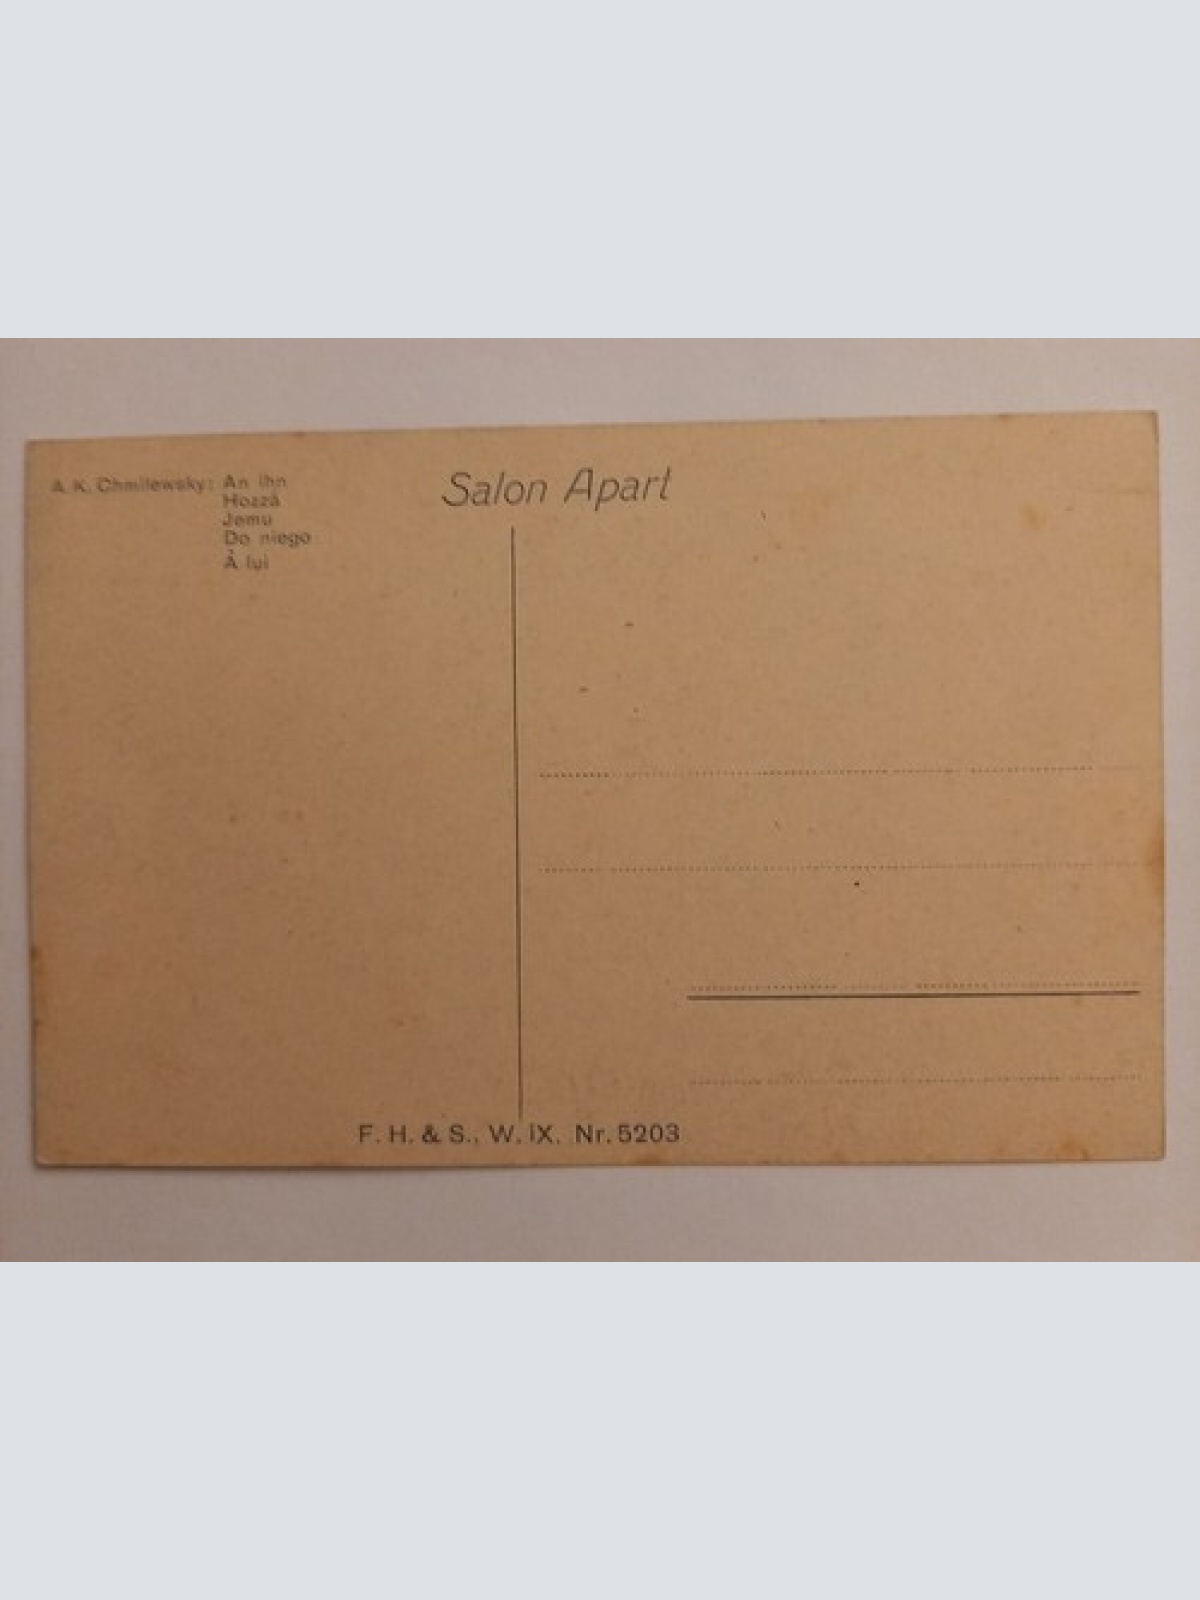 A. K. Chmilewsky: An ihn
Hozzá
Jemu
Do niego
À lui
Salon Apart
F. H. & S., W. IX. Nr. 5203